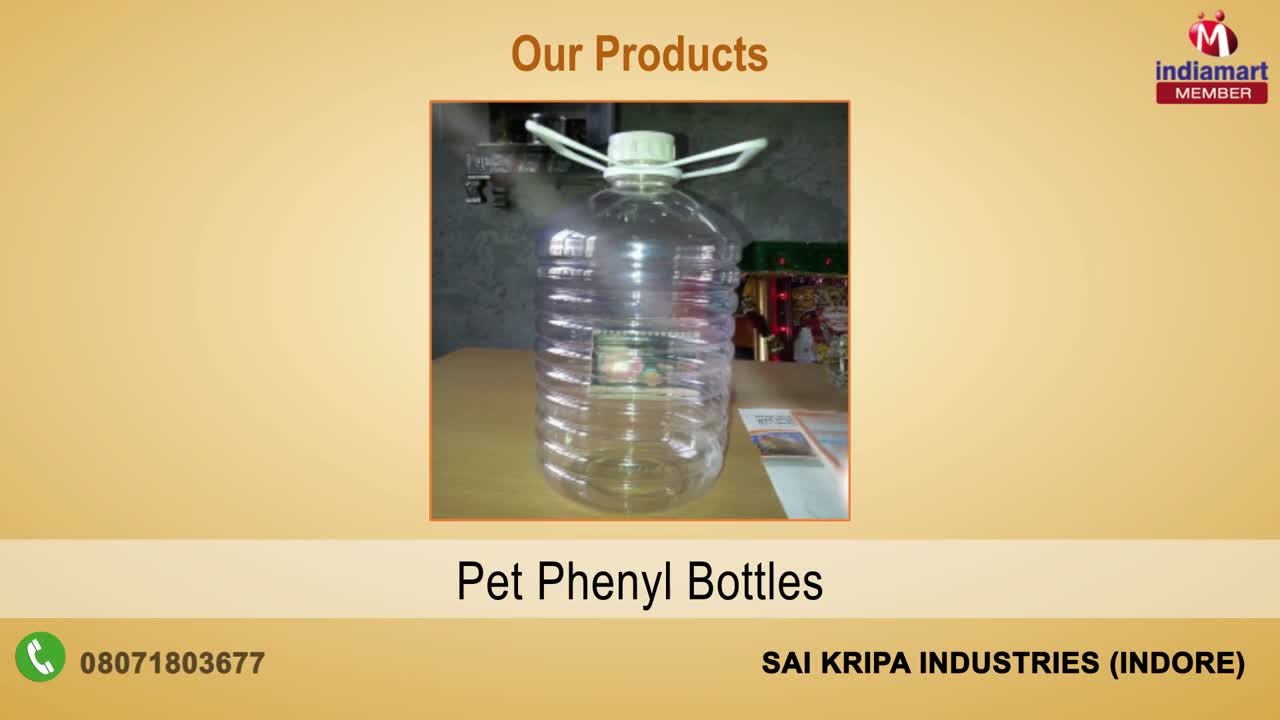 Our Products
indiamart
MEMBER
Pet Phenyl Bottles
08071803677
SAI KRIPA INDUSTRIES (INDORE)